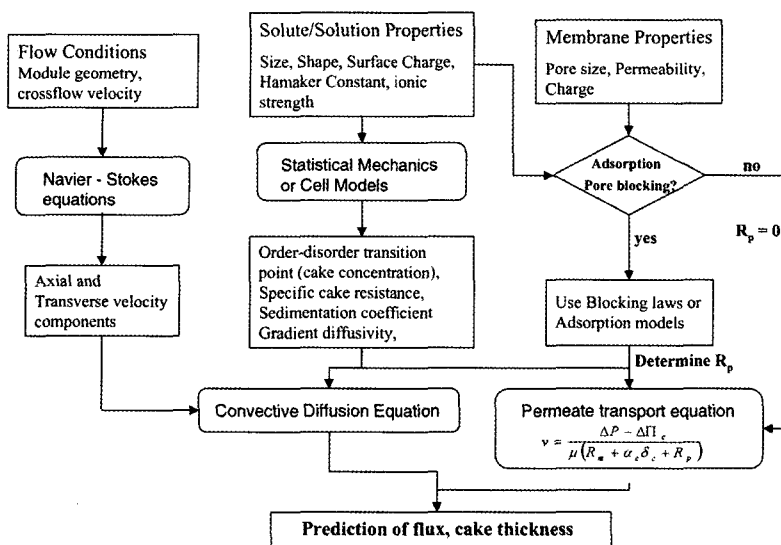 Flow Conditions
Module geometry,
crossflow velocity
Navier - Stokes
equations
Axial and
Transverse velocity
components
Solute/Solution Properties
Size, Shape, Surface Charge,
Hamaker Constant, ionic
strength
Statistical Mechanics
or Cell Models
Order-disorder transition
point (cake concentration),
Specific cake resistance,
Sedimentation coefficient
Gradient diffusivity,
Membrane Properties
Pore size, Permeability,
Charge
Adsorption
Pore blocking?
no
R_p = 0
yes
Use Blocking laws or
Adsorption models
Determine R_p
Convective Diffusion Equation
Permeate transport equation
v = (ΔP − ΔΠ_c) / (μ(R_m + α_c δ_c + R_p))
Prediction of flux, cake thickness